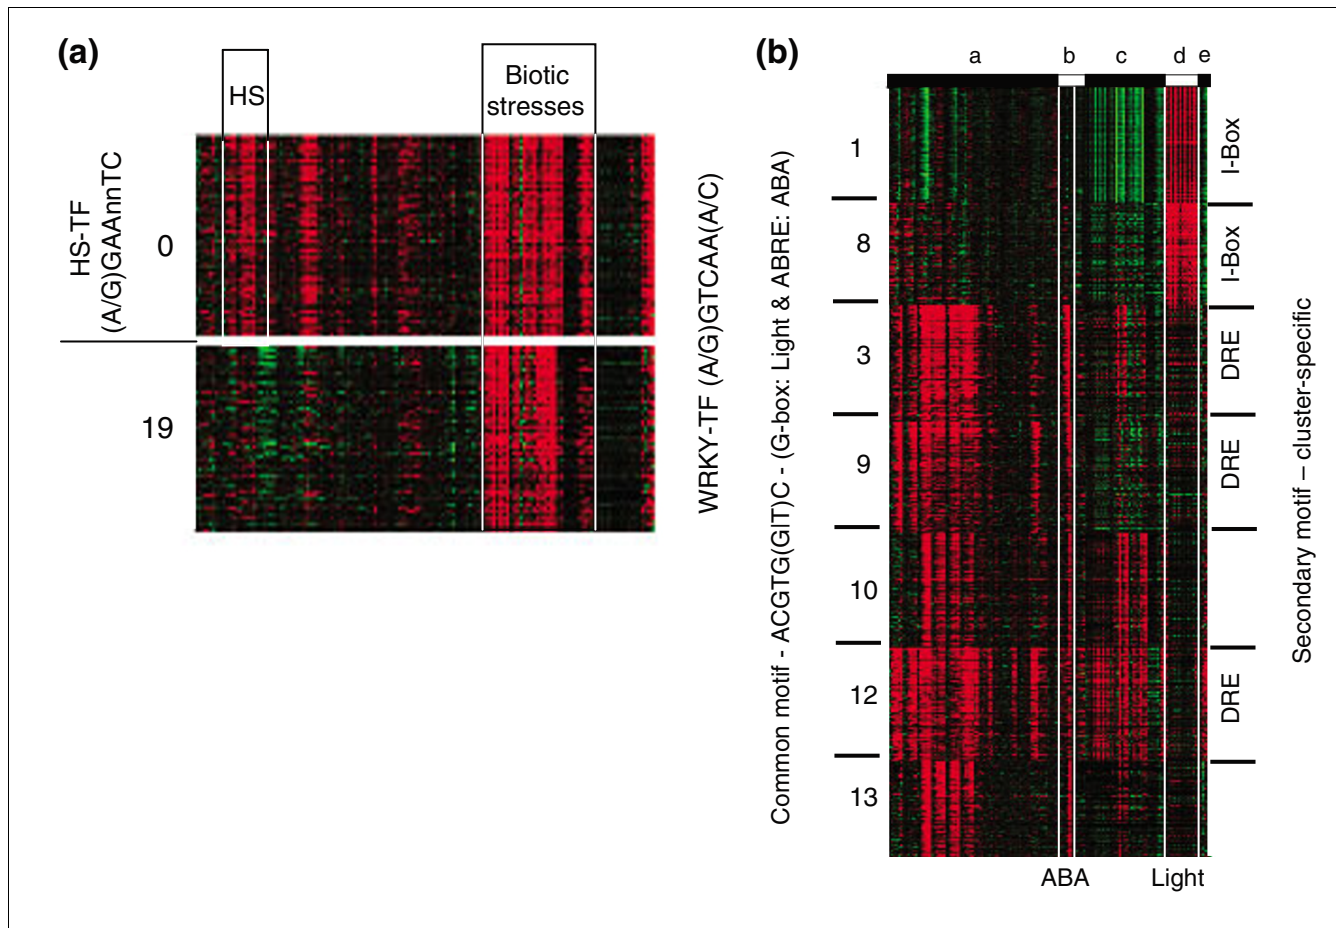 (a)
HS
Biotic
stresses
HS-TF
(A/G)GAAnnTC
0
19
WRKY-TF (A/G)GTCAA(A/C)
(b)
a b c d e
Common motif - ACGTG(GIT)C - (G-box: Light & ABRE: ABA)
1
8
3
9
10
12
13
I-Box
I-Box
DRE
DRE
DRE
Secondary motif – cluster-specific
ABA
Light